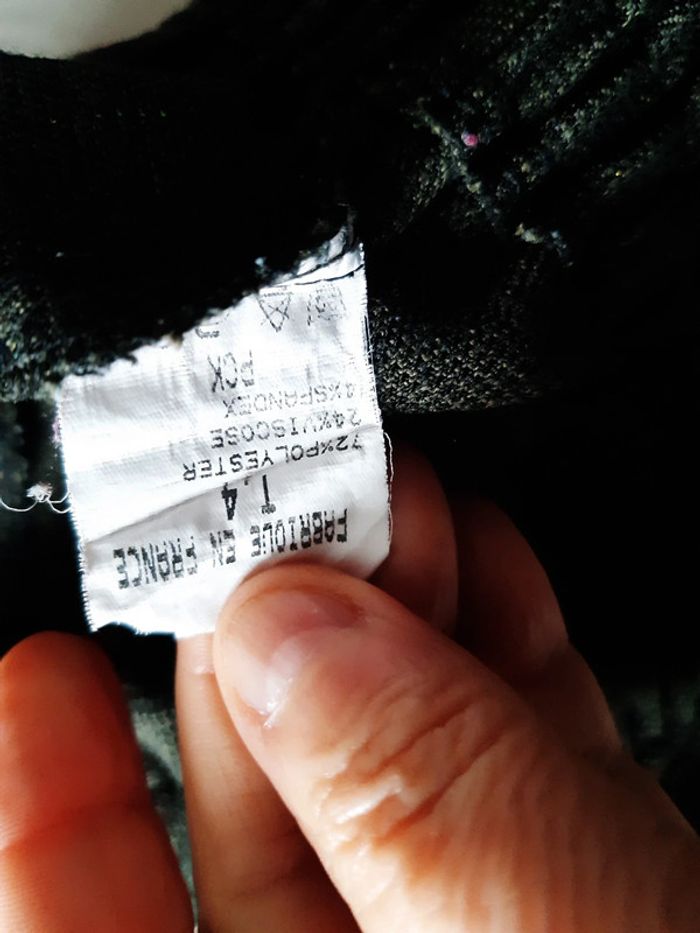 FABRIQUE EN FRANCE
T.4
72%POLYESTER
24%VISCOSE
4%SPANDEX
PCK